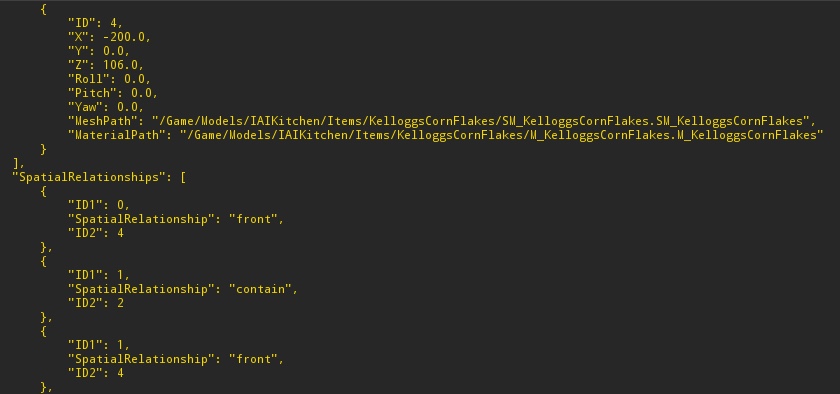 {
"ID": 4,
"X": -200.0,
"Y": 0.0,
"Z": 106.0,
"Roll": 0.0,
"Pitch": 0.0,
"Yaw": 0.0,
"MeshPath": "/Game/Models/IAIKitchen/Items/KelloggsCornFlakes/SM_KelloggsCornFlakes.SM_KelloggsCornFlakes",
"MaterialPath": "/Game/Models/IAIKitchen/Items/KelloggsCornFlakes/M_KelloggsCornFlakes.M_KelloggsCornFlakes"
}
],
"SpatialRelationships": [
{
"ID1": 0,
"SpatialRelationship": "front",
"ID2": 4
},
{
"ID1": 1,
"SpatialRelationship": "contain",
"ID2": 2
},
{
"ID1": 1,
"SpatialRelationship": "front",
"ID2": 4
},